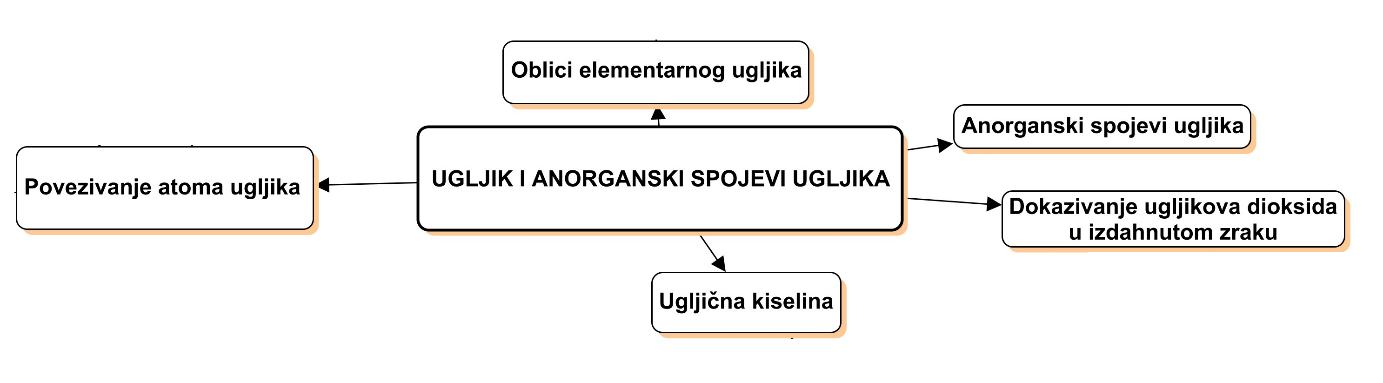 Oblici elementarnog ugljika
Anorganski spojevi ugljika
Povezivanje atoma ugljika
UGLJIK I ANORGANSKI SPOJEVI UGLJIKA
Dokazivanje ugljikova dioksida
u izdahnutom zraku
Ugljična kiselina